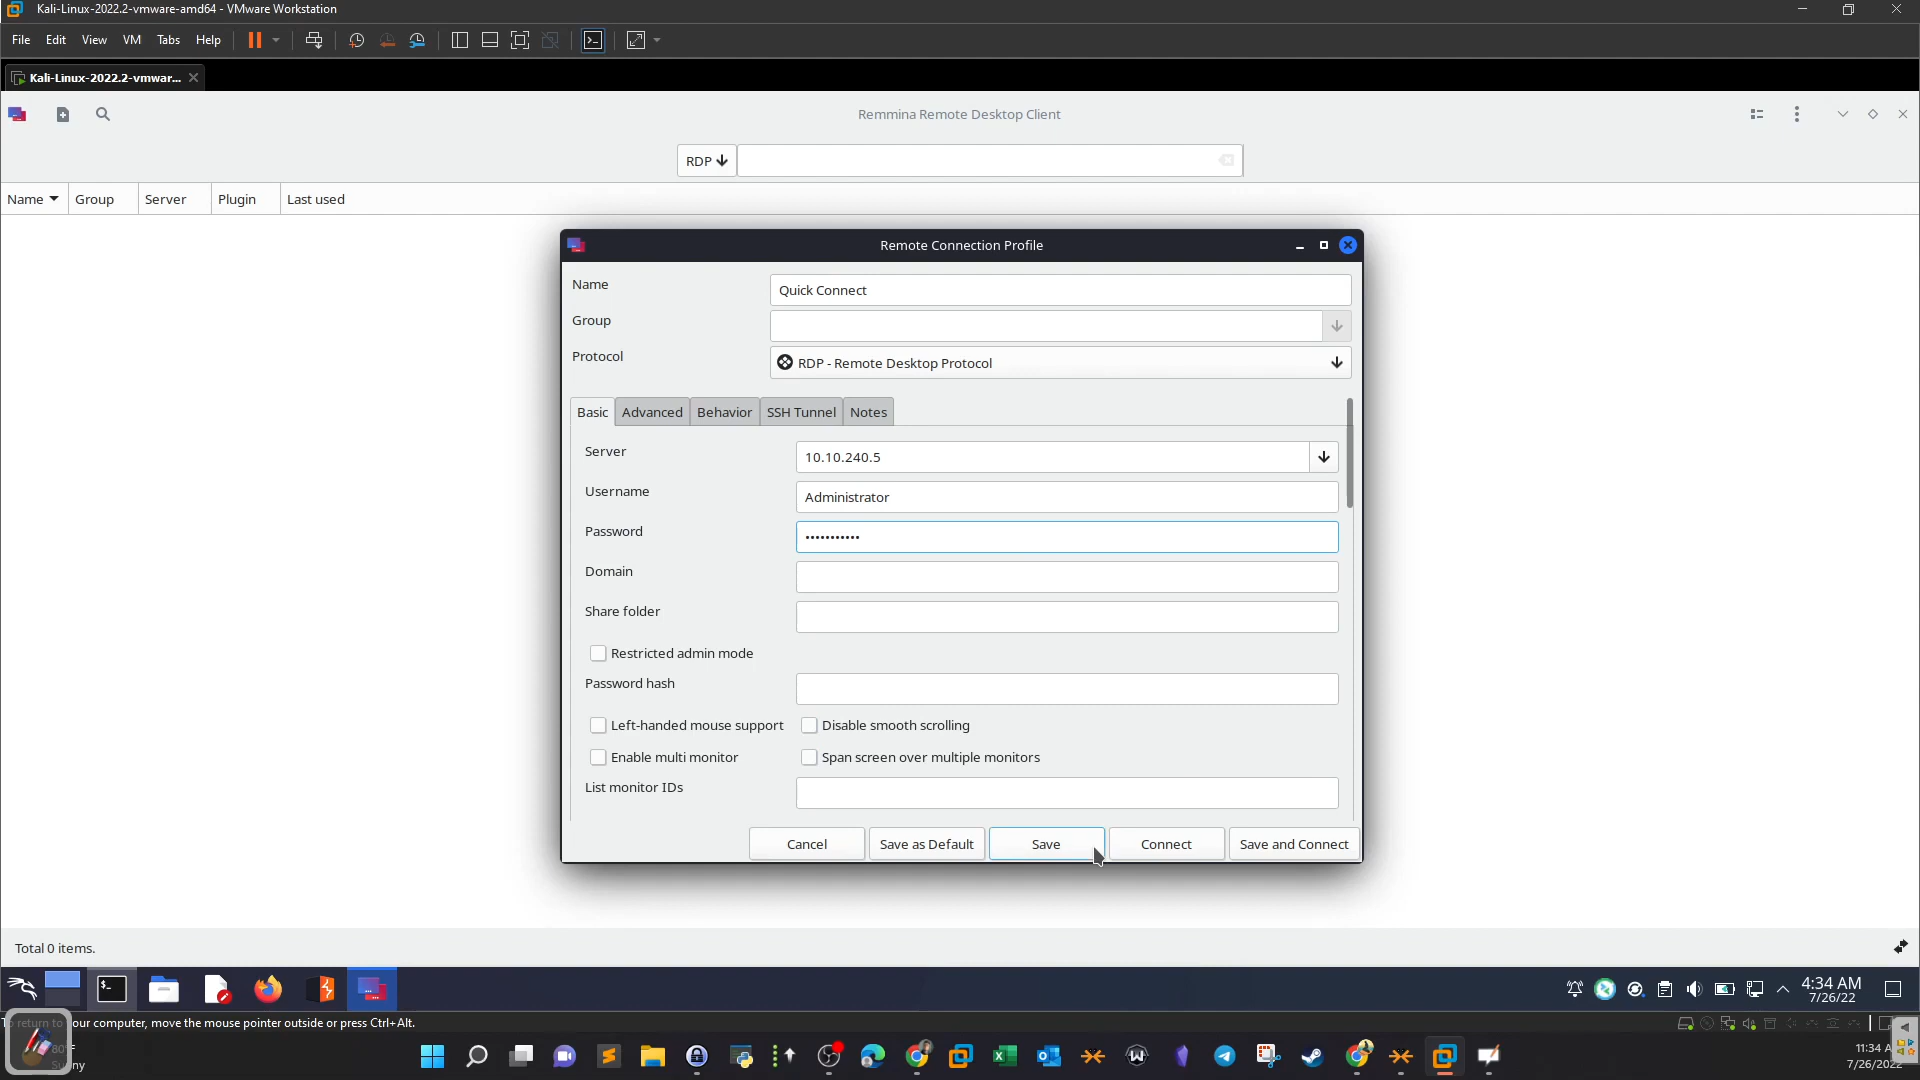 Kali-Linux-2022.2-vmware-amd64 - VMware Workstation
File Edit View VM Tabs Help
Kali-Linux-2022.2-vmwar...
Remmina Remote Desktop Client
RDP
Name Group Server Plugin Last used
Remote Connection Profile
Name Quick Connect
Group
Protocol RDP - Remote Desktop Protocol
Basic Advanced Behavior SSH Tunnel Notes
Server 10.10.240.5
Username Administrator
Password •••••••••••
Domain
Share folder
Restricted admin mode
Password hash
Left-handed mouse support Disable smooth scrolling
Enable multi monitor Span screen over multiple monitors
List monitor IDs
Cancel Save as Default Save Connect Save and Connect
Total 0 items.
4:34 AM
7/26/22
return to your computer, move the mouse pointer outside or press Ctrl+Alt.
80°F
11:34
7/26/2022